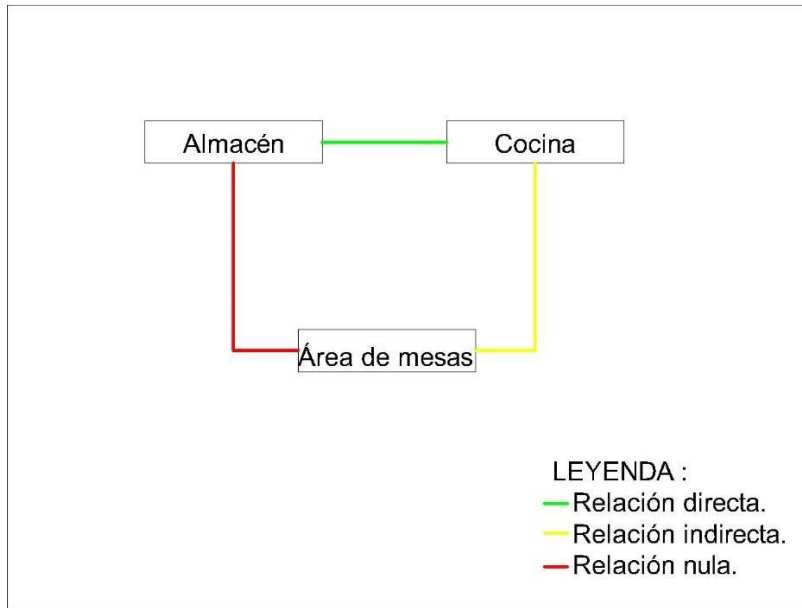 Almacén
Cocina
Área de mesas
LEYENDA :
Relación directa.
Relación indirecta.
Relación nula.